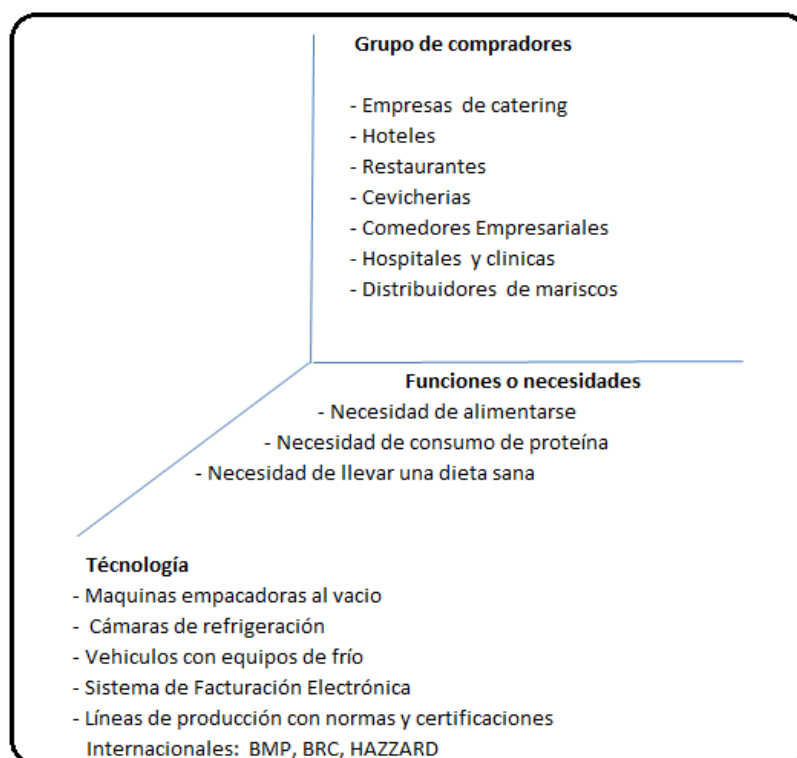 Grupo de compradores
- Empresas de catering
- Hoteles
- Restaurantes
- Cevicherias
- Comedores Empresariales
- Hospitales y clinicas
- Distribuidores de mariscos
Funciones o necesidades
- Necesidad de alimentarse
- Necesidad de consumo de proteína
- Necesidad de llevar una dieta sana
Técnología
- Maquinas empacadoras al vacio
- Cámaras de refrigeración
- Vehiculos con equipos de frío
- Sistema de Facturación Electrónica
- Líneas de producción con normas y certificaciones
Internacionales: BMP, BRC, HAZZARD